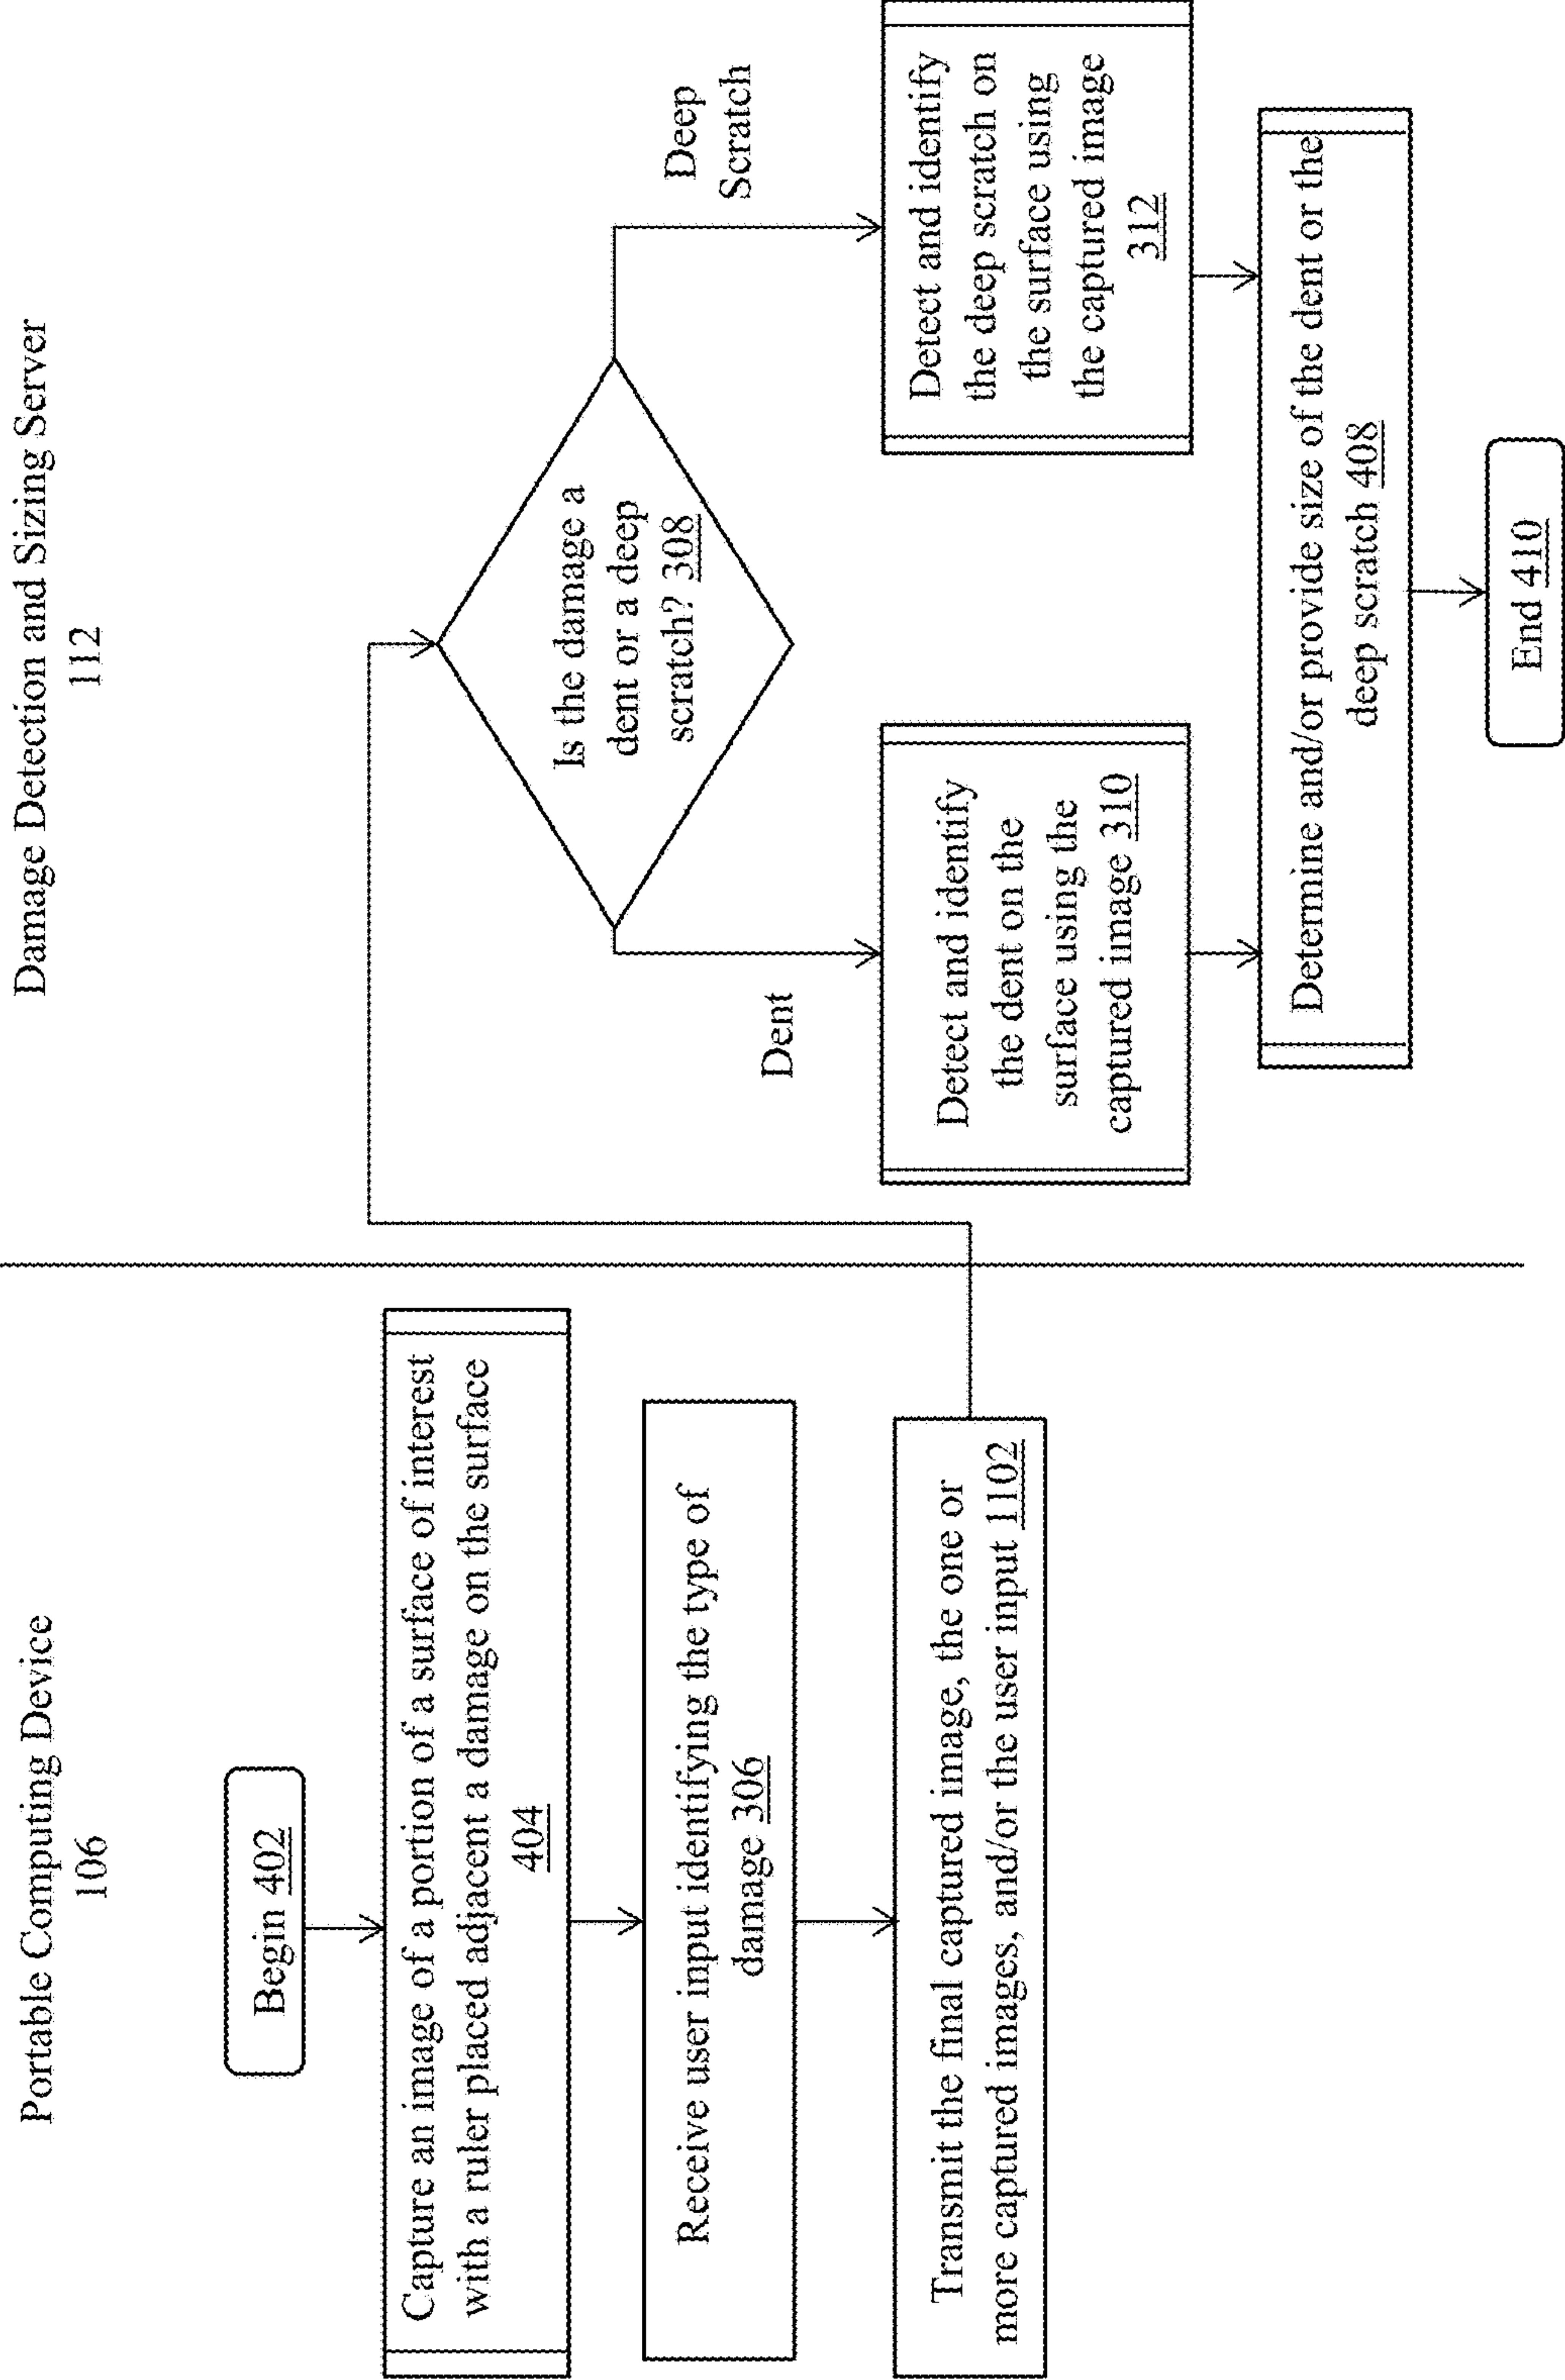 Portable Computing Device
106
Begin 402
Capture an image of a portion of a surface of interest
with a ruler placed adjacent a damage on the surface
404
Receive user input identifying the type of
damage 306
Transmit the final captured image, the one or
more captured images, and/or the user input 1102
Damage Detection and Sizing Server
112
Is the damage a
dent or a deep
scratch? 308
Dent
Deep
Scratch
Detect and identify
the dent on the
surface using the
captured image 310
Detect and identify
the deep scratch on
the surface using
the captured image
312
Determine and/or provide size of the dent or the
deep scratch 408
End 410